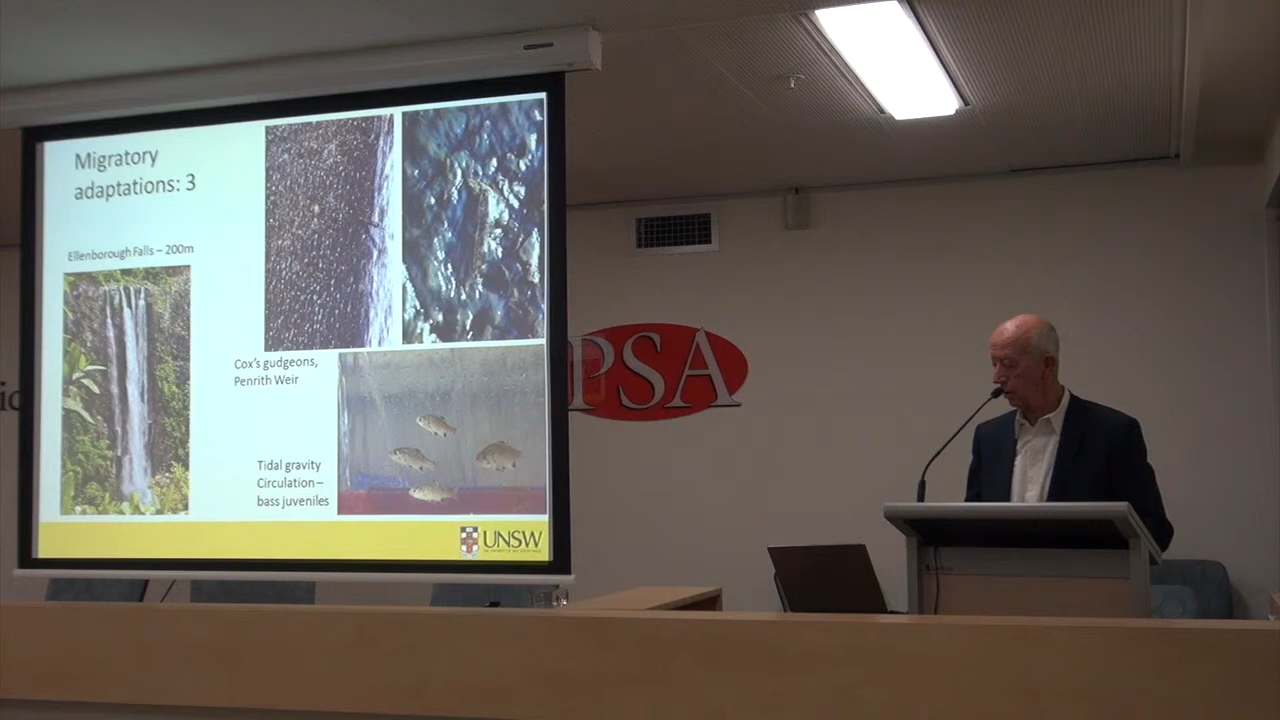 Migratory
adaptations: 3
Ellenborough Falls – 200m
Cox's gudgeons,
Penrith Weir
Tidal gravity
Circulation –
bass juveniles
UNSW
PSA